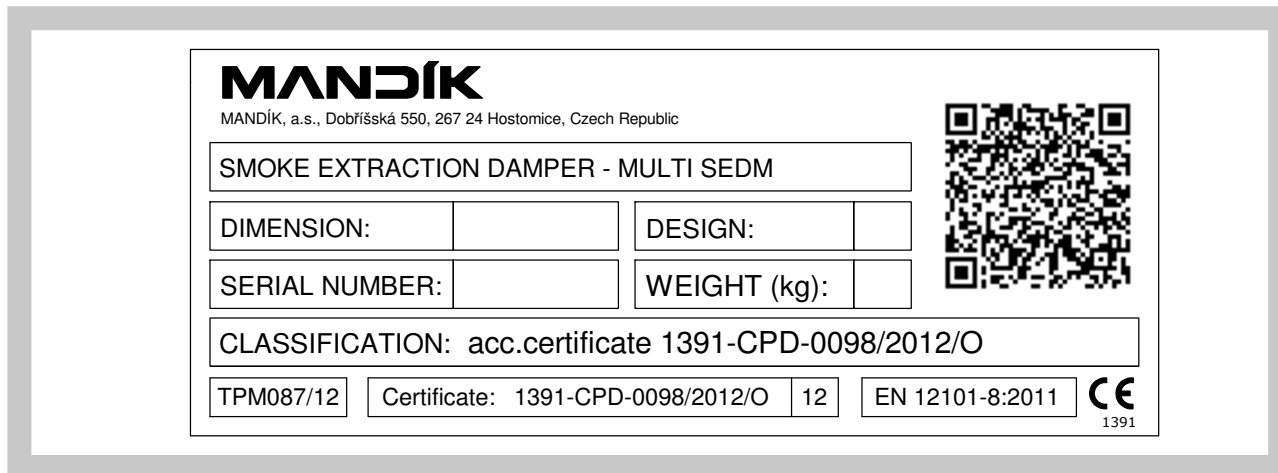 MANDÍK
MANDÍK, a.s., Dobříšská 550, 267 24 Hostomice, Czech Republic
SMOKE EXTRACTION DAMPER - MULTI SEDM
DIMENSION: DESIGN:
SERIAL NUMBER: WEIGHT (kg):
CLASSIFICATION: acc.certificate 1391-CPD-0098/2012/O
TPM087/12 Certificate: 1391-CPD-0098/2012/O 12 EN 12101-8:2011 CE
1391